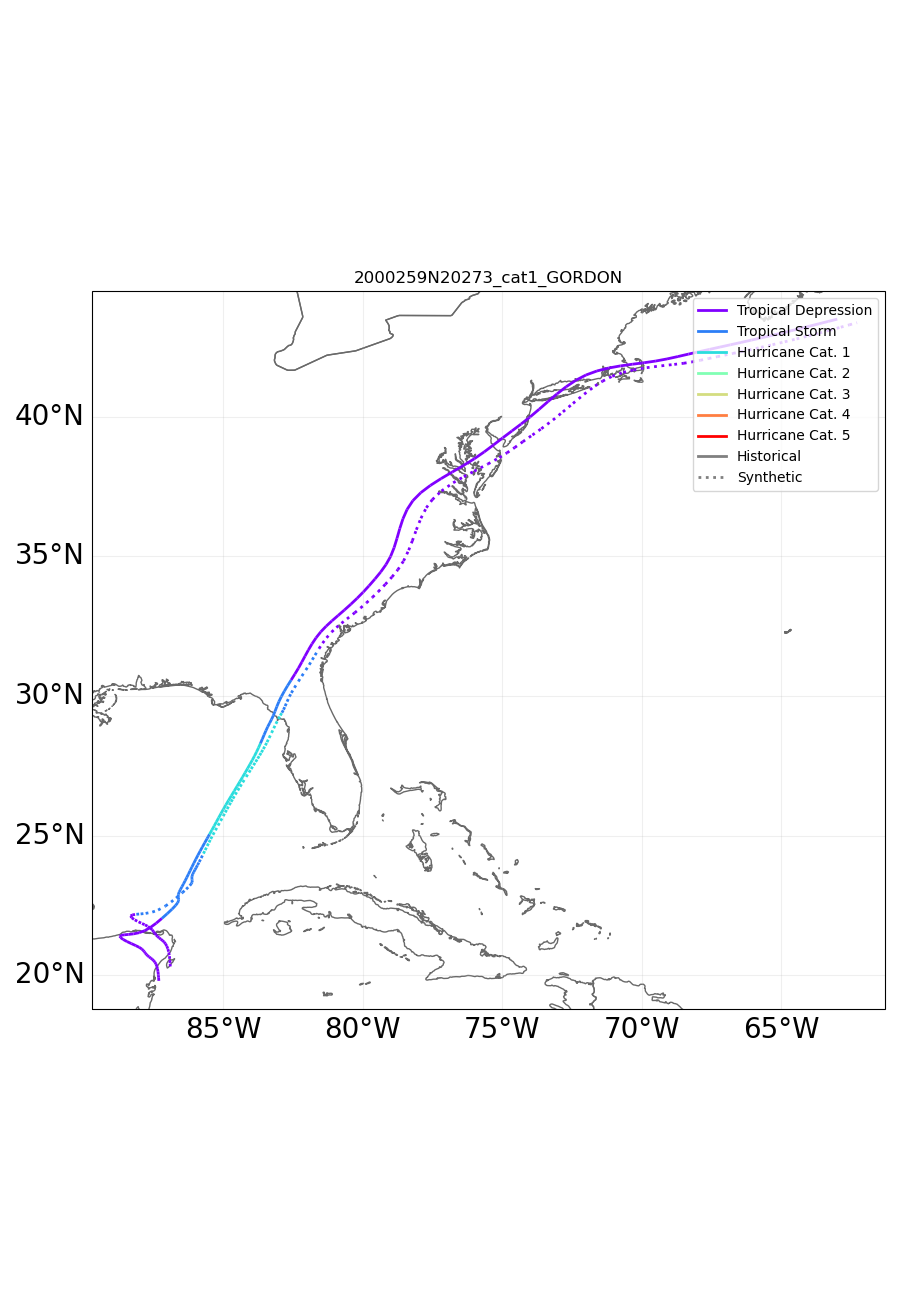 2000259N20273_cat1_GORDON
Tropical Depression
Tropical Storm
Hurricane Cat. 1
Hurricane Cat. 2
Hurricane Cat. 3
Hurricane Cat. 4
Hurricane Cat. 5
Historical
Synthetic
40°N
35°N
30°N
25°N
20°N
85°W 80°W 75°W 70°W 65°W